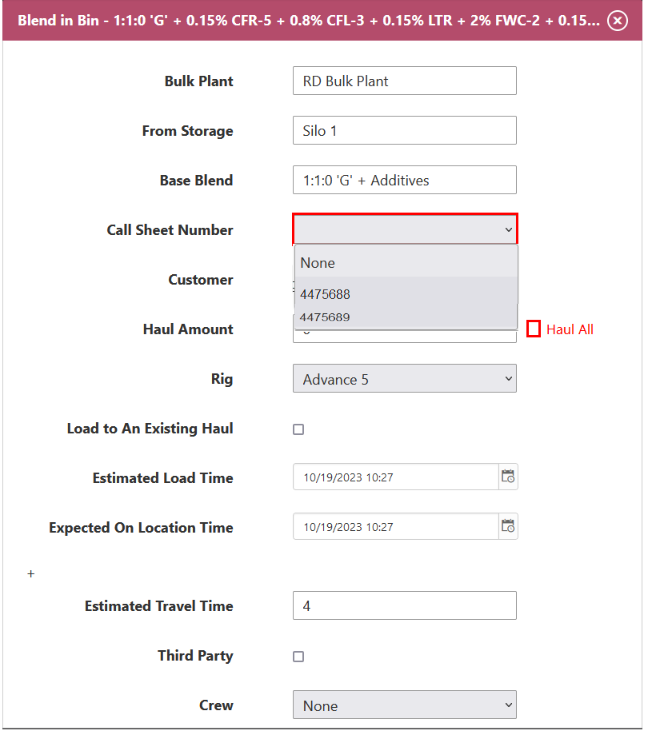 Blend in Bin - 1:1:0 'G' + 0.15% CFR-5 + 0.8% CFL-3 + 0.15% LTR + 2% FWC-2 + 0.15...
Bulk Plant RD Bulk Plant
From Storage Silo 1
Base Blend 1:1:0 'G' + Additives
Call Sheet Number
None
Customer
4475688
4475689
Haul Amount Haul All
Rig Advance 5
Load to An Existing Haul
Estimated Load Time 10/19/2023 10:27
Expected On Location Time 10/19/2023 10:27
+
Estimated Travel Time 4
Third Party
Crew None